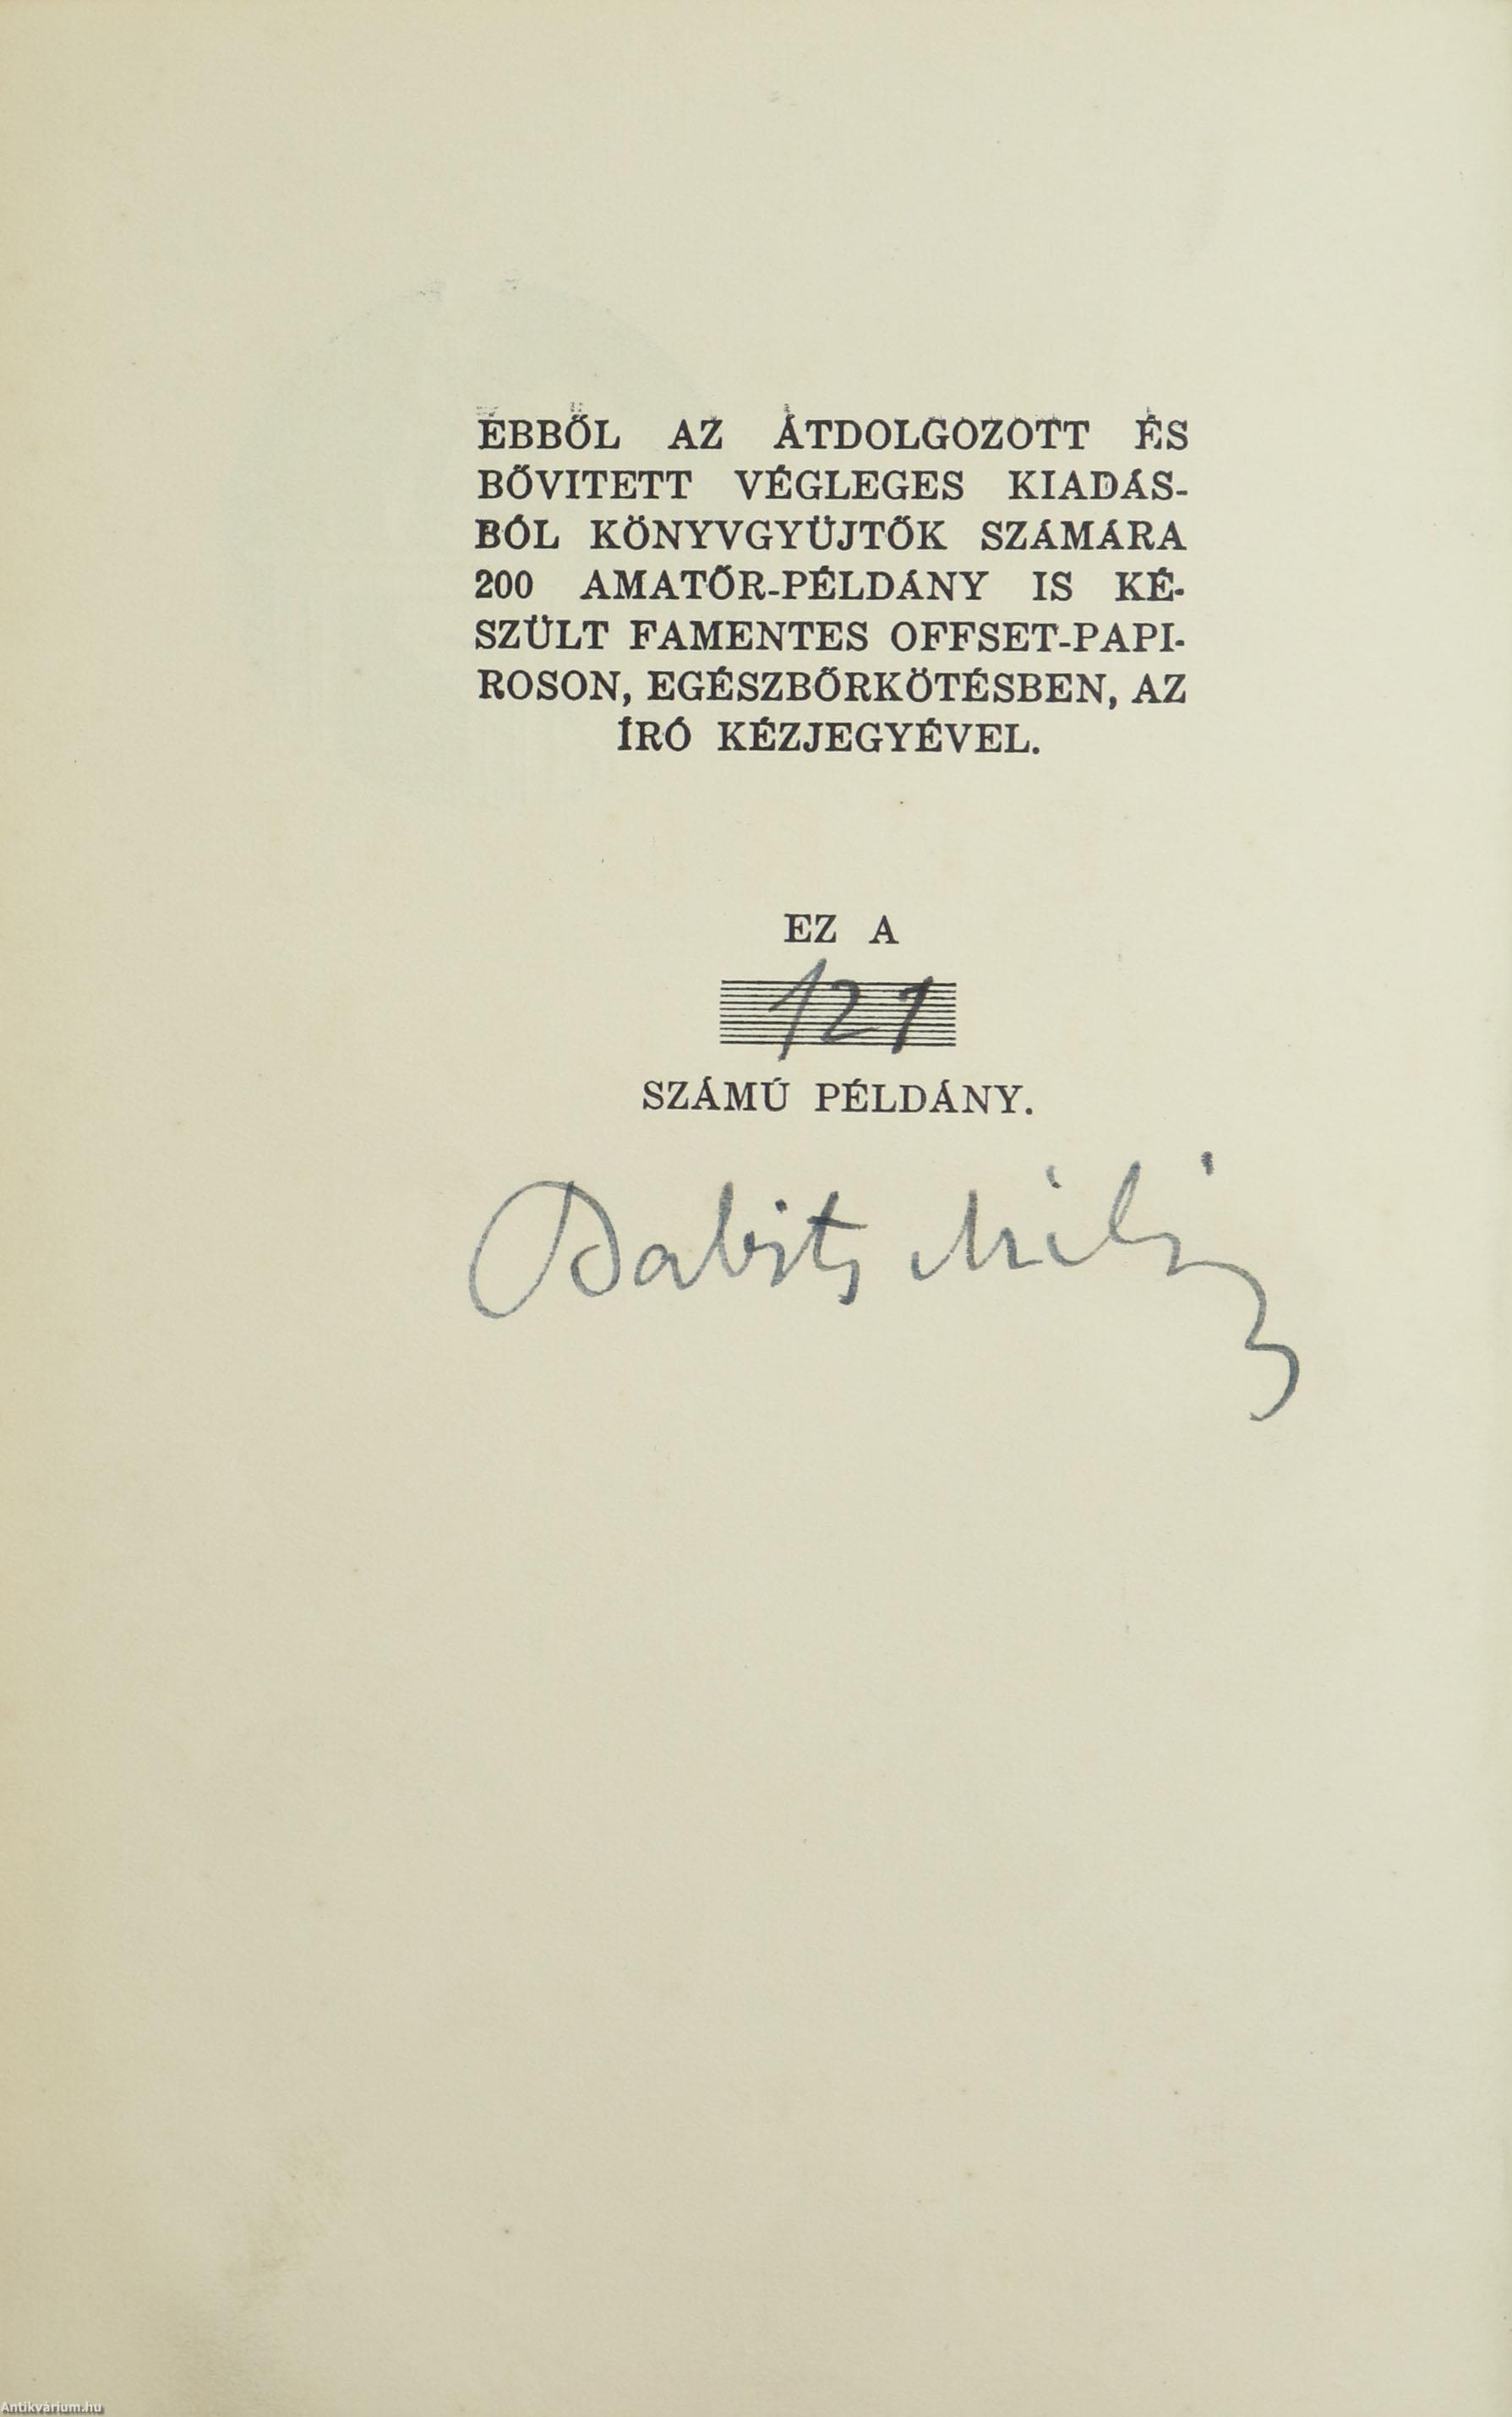 EBBŐL AZ ÁTDOLGOZOTT ÉS
BŐVITETT VÉGLEGES KIADÁS-
BÓL KÖNYVGYÜJTŐK SZÁMÁRA
200 AMATŐR-PÉLDÁNY IS KÉ-
SZÜLT FAMENTES OFFSET-PAPI-
ROSON, EGÉSZBŐRKÖTÉSBEN, AZ
ÍRÓ KÉZJEGYÉVEL.
EZ A
121
SZÁMÚ PÉLDÁNY.
Babits Mihály
Antikvárium.hu